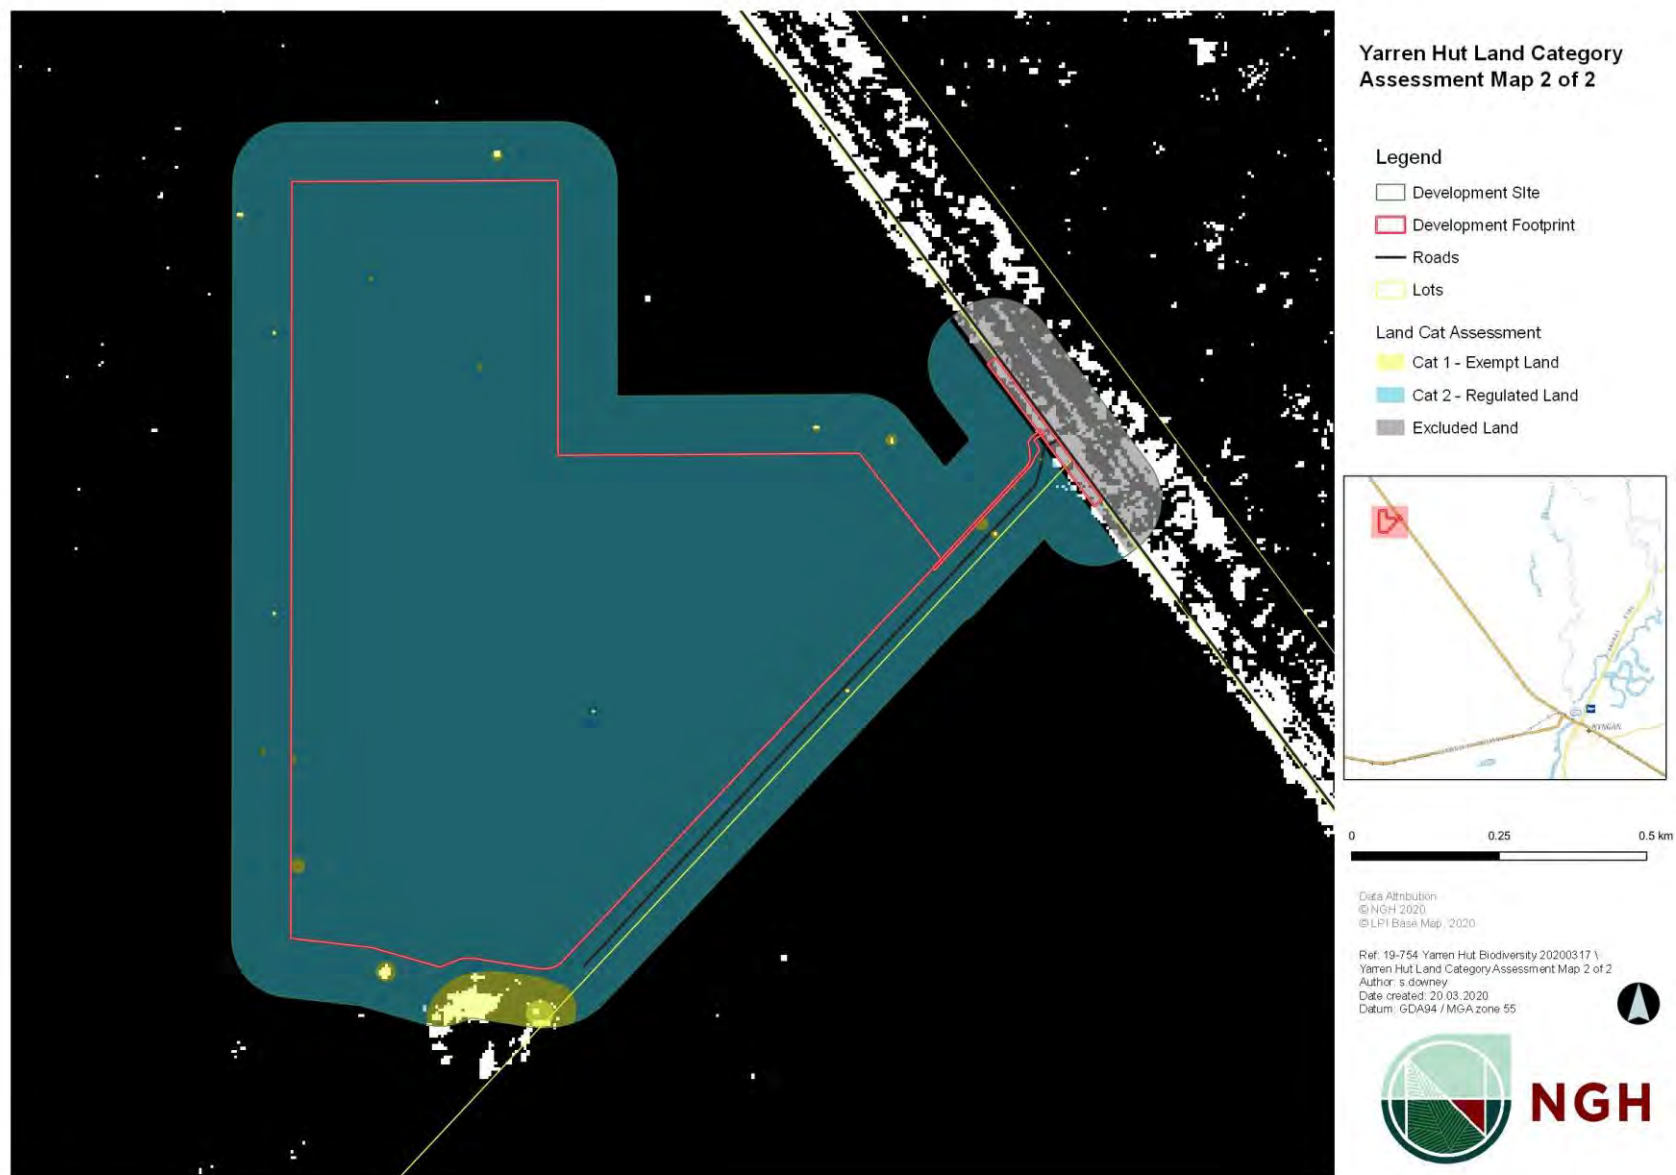 Yarren Hut Land Category
Assessment Map 2 of 2
Legend
Development SIte
Development Footprint
Roads
Lots
Land Cat Assessment
Cat 1 - Exempt Land
Cat 2 - Regulated Land
Excluded Land
NYNGAN
0 0.25 0.5 km
Data Attribution
© NGH 2020
© LPI Base Map, 2020
Ref: 19-754 Yarren Hut Biodiversity 20200317 \
Yarren Hut Land Category Assessment Map 2 of 2
Author: s.downey
Date created: 20.03.2020
Datum: GDA94 / MGA zone 55
NGH